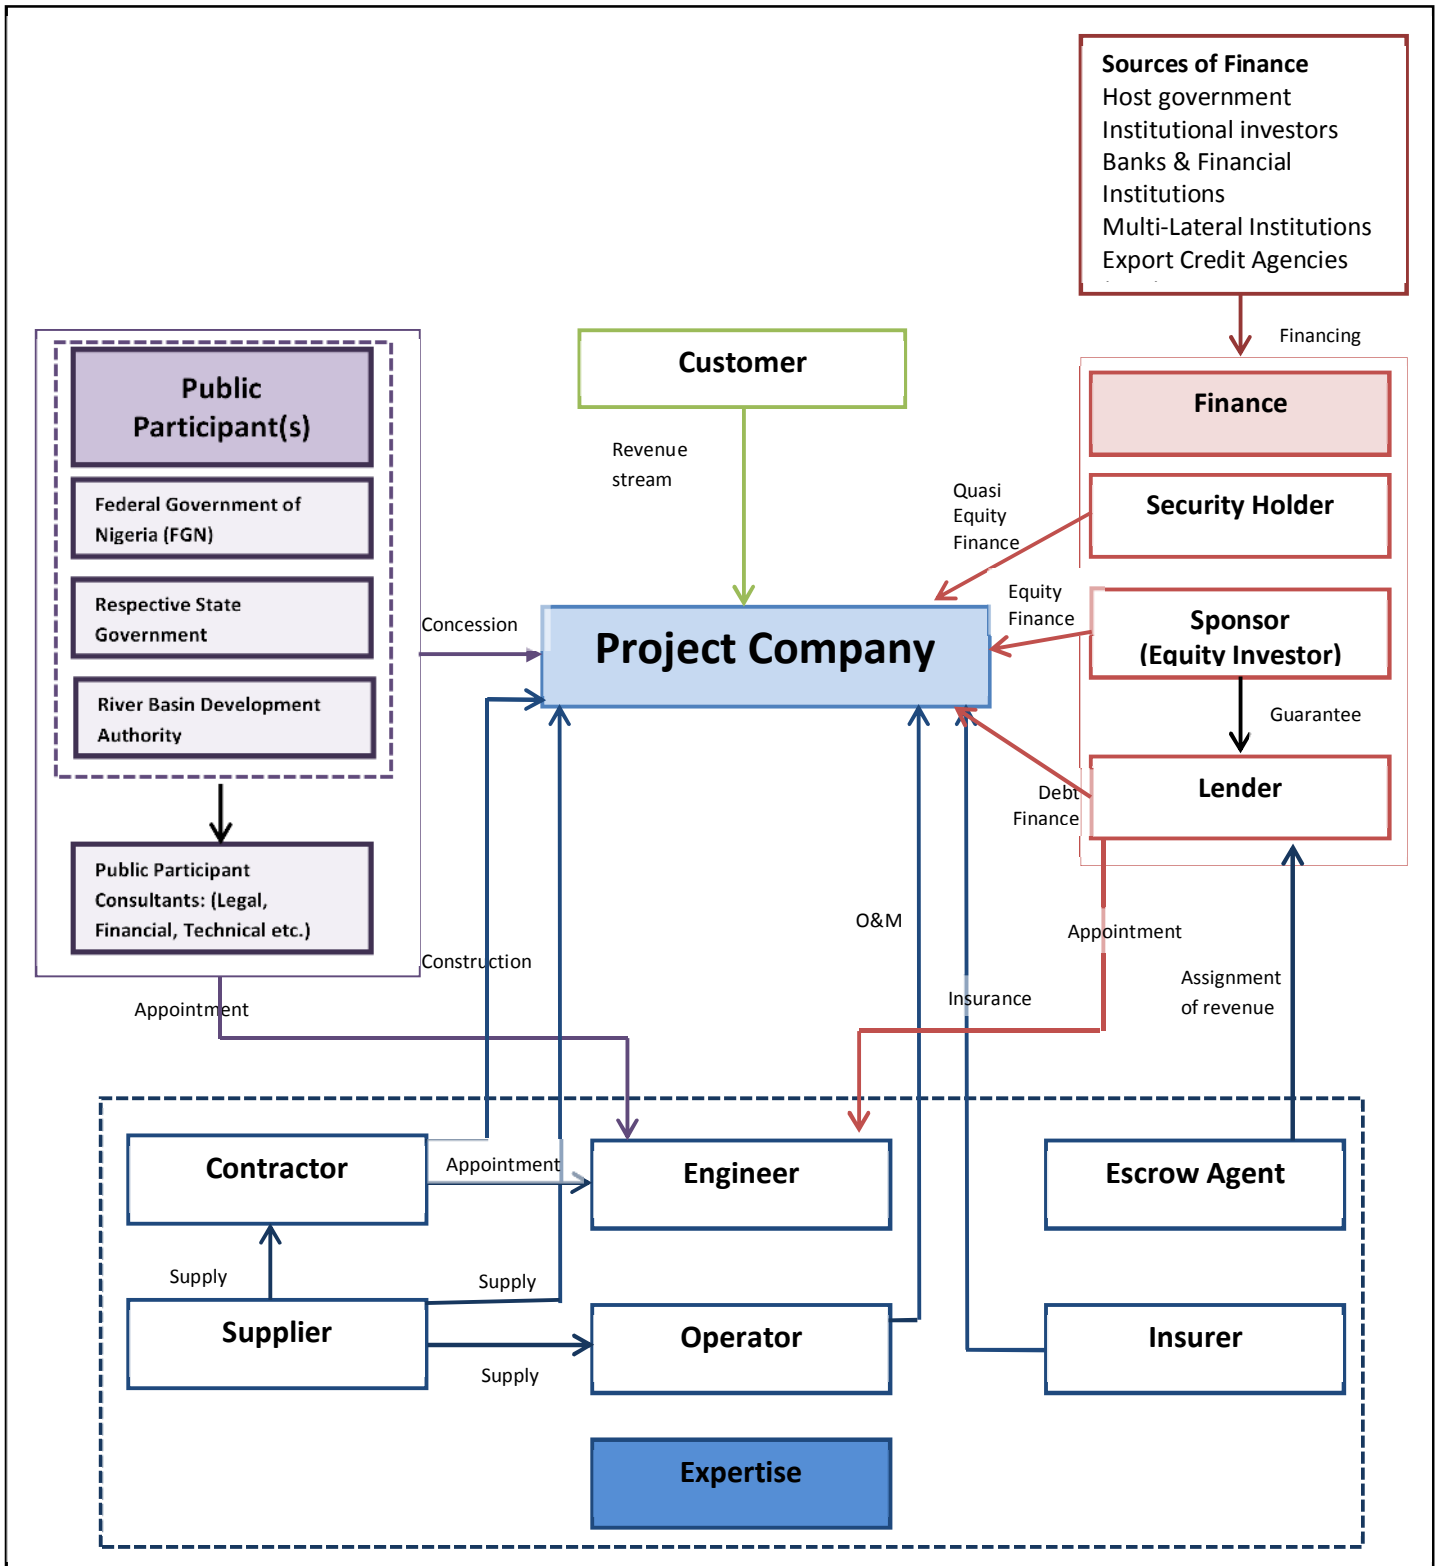 Sources of Finance
Host government
Institutional investors
Banks & Financial
Institutions
Multi-Lateral Institutions
Export Credit Agencies
Financing
Public
Participant(s)
Federal Government of
Nigeria (FGN)
Respective State
Government
River Basin Development
Authority
Public Participant
Consultants: (Legal,
Financial, Technical etc.)
Customer
Revenue
stream
Finance
Security Holder
Quasi
Equity
Finance
Equity
Finance
Sponsor
(Equity Investor)
Concession
Project Company
Guarantee
Lender
Debt
Finance
O&M
Appointment
Construction
Appointment
Insurance
Assignment
of revenue
Contractor
Appointment
Engineer
Escrow Agent
Supply
Supply
Supplier
Operator
Insurer
Supply
Expertise